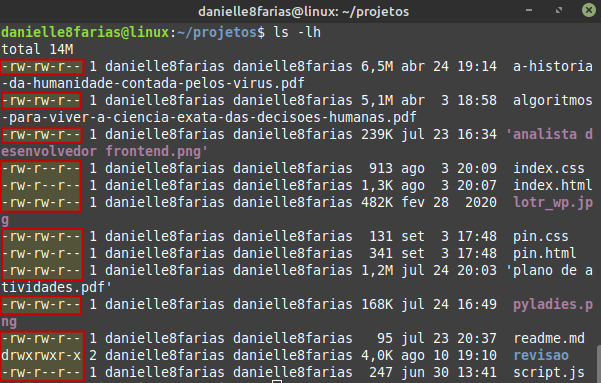 danielle8farias@linux: ~/projetos
danielle8farias@linux:~/projetos$ ls -lh
total 14M
-rw-rw-r-- 1 danielle8farias danielle8farias 6,5M abr 24 19:14  a-historia
-da-humanidade-contada-pelos-virus.pdf
-rw-rw-r-- 1 danielle8farias danielle8farias 5,1M abr  3 18:58  algoritmos
-para-viver-a-ciencia-exata-das-decisoes-humanas.pdf
-rw-rw-r-- 1 danielle8farias danielle8farias 239K jul 23 16:34 'analista d
esenvolvedor frontend.png'
-rw-r--r-- 1 danielle8farias danielle8farias  913 ago  3 20:09  index.css
-rw-r--r-- 1 danielle8farias danielle8farias 1,3K ago  3 20:07  index.html
-rw-rw-r-- 1 danielle8farias danielle8farias 482K fev 28  2020  lotr_wp.jp
g
-rw-r--r-- 1 danielle8farias danielle8farias  131 set  3 17:48  pin.css
-rw-r--r-- 1 danielle8farias danielle8farias  341 set  3 17:48  pin.html
-rw-rw-r-- 1 danielle8farias danielle8farias 1,2M jul 24 20:03 'plano de a
tividades.pdf'
-rw-rw-r-- 1 danielle8farias danielle8farias 168K jul 24 16:49  pyladies.p
ng
-rw-rw-r-- 1 danielle8farias danielle8farias   95 jul 23 20:37  readme.md
drwxrwxr-x 2 danielle8farias danielle8farias 4,0K ago 10 19:10  revisao
-rw-r--r-- 1 danielle8farias danielle8farias  247 jun 30 13:41  script.js